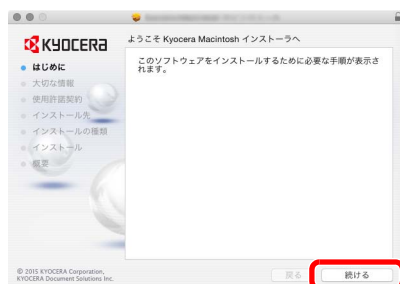 KYOCERA
ようこそ Kyocera Macintosh インストーラへ
はじめに
大切な情報
使用許諾契約
インストール先
インストールの種類
インストール
概要
このソフトウェアをインストールするために必要な手順が表示さ
れます。
© 2015 KYOCERA Corporation,
KYOCERA Document Solutions Inc.
戻る
続ける